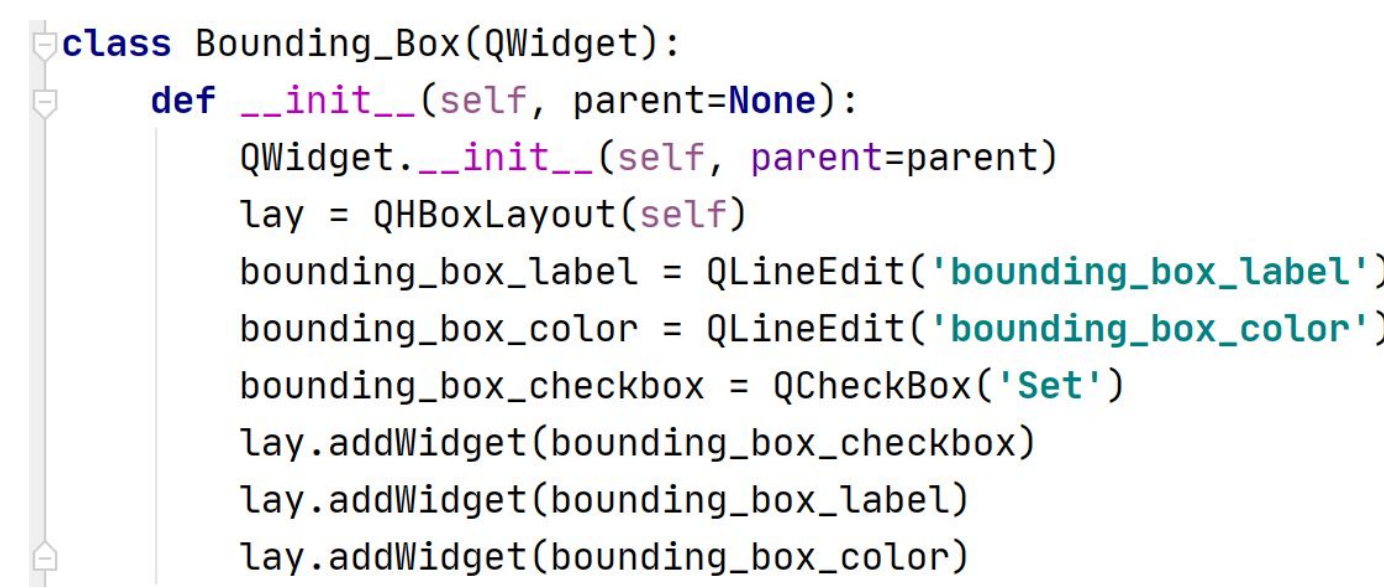 class Bounding_Box(QWidget):
    def __init__(self, parent=None):
        QWidget.__init__(self, parent=parent)
        lay = QHBoxLayout(self)
        bounding_box_label = QLineEdit('bounding_box_label')
        bounding_box_color = QLineEdit('bounding_box_color')
        bounding_box_checkbox = QCheckBox('Set')
        lay.addWidget(bounding_box_checkbox)
        lay.addWidget(bounding_box_label)
        lay.addWidget(bounding_box_color)